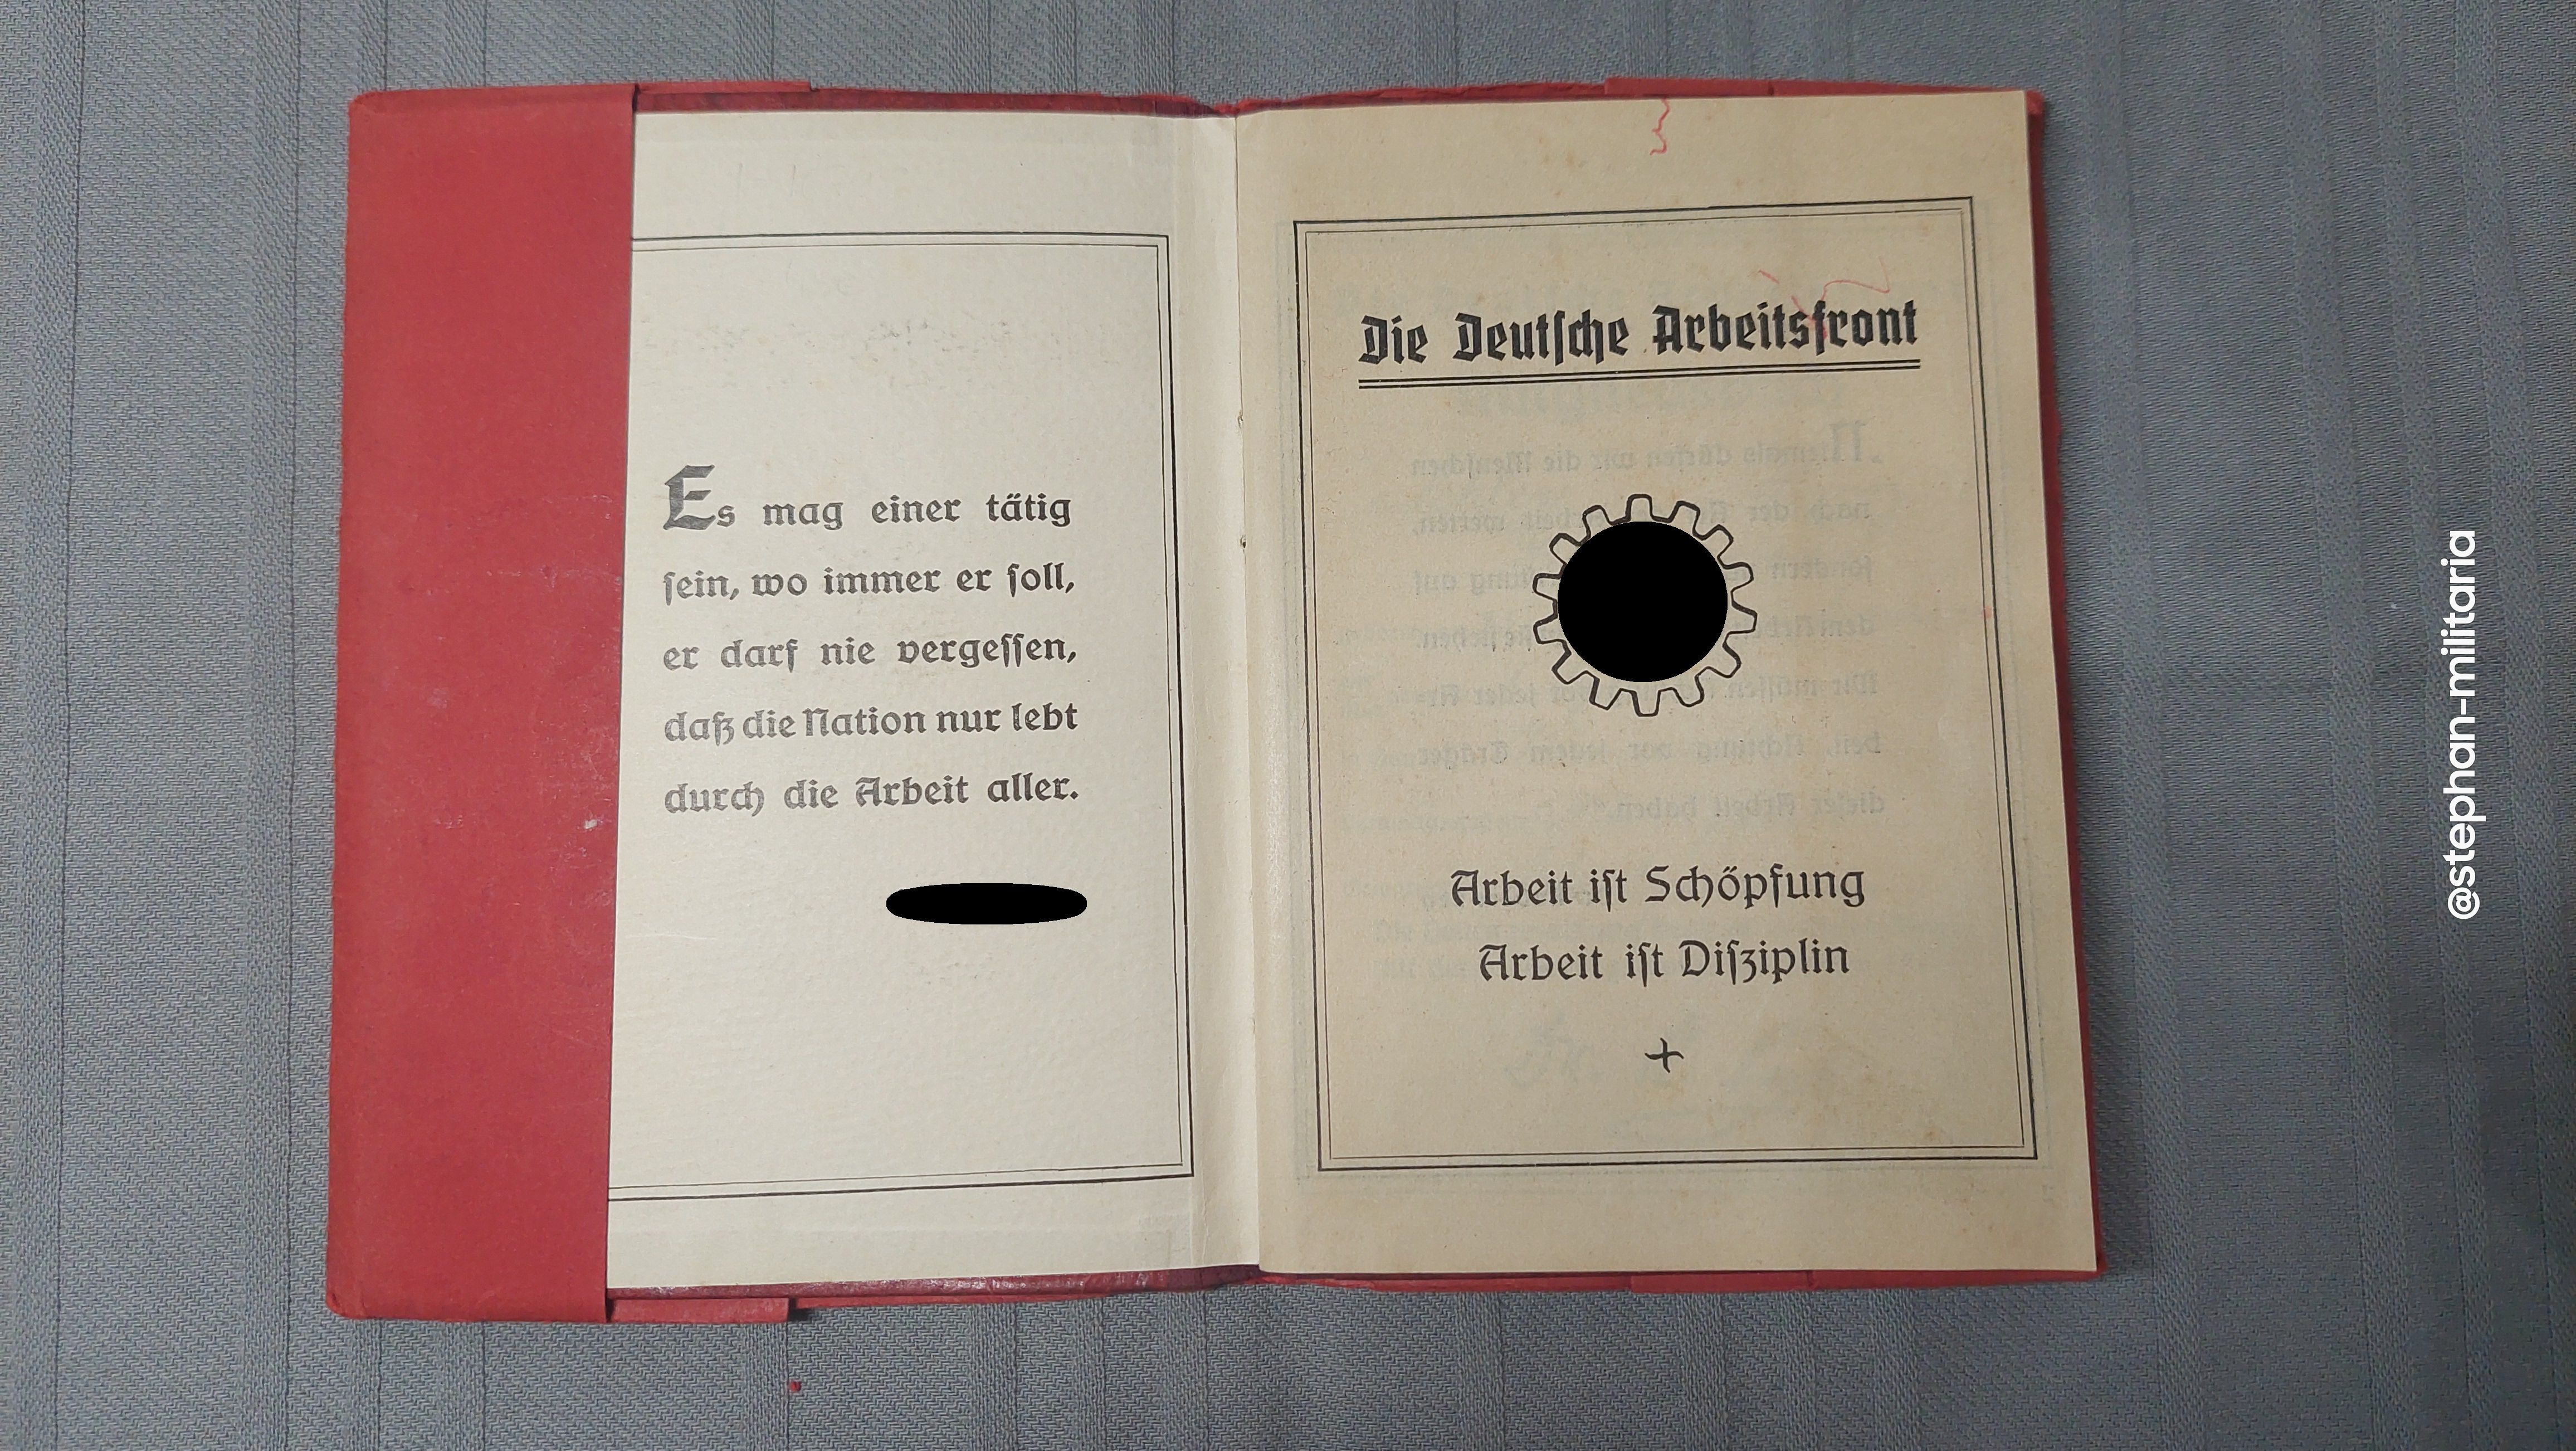 Es mag einer tätig
ſein, wo immer er ſoll,
er darf nie vergeſſen,
daß die Nation nur lebt
durch die Arbeit aller.
Die Deutſche Arbeitsfront
Arbeit iſt Schöpfung
Arbeit iſt Diſziplin
@stephan-militaria